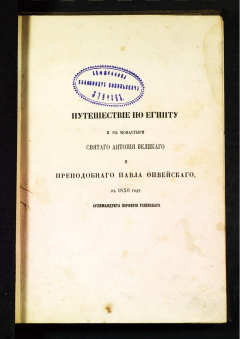 ПУТЕШЕСТВІЕ ПО ЕГИПТУ
И ВЪ МОНАСТЫРИ
СВЯТАГО АНТОНІЯ ВЕЛИКАГО
И
ПРЕПОДОБНАГО ПАВЛА ѲИВЕЙСКАГО,
въ 1850 году.
АРХИМАНДРИТА ПОРФИРІЯ УСПЕНСКАГО.